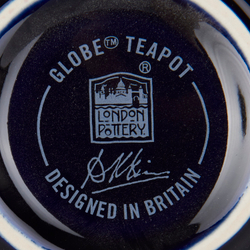 GLOBE™ TEAPOT
®
LONDON
POTTERY
DESIGNED IN BRITAIN